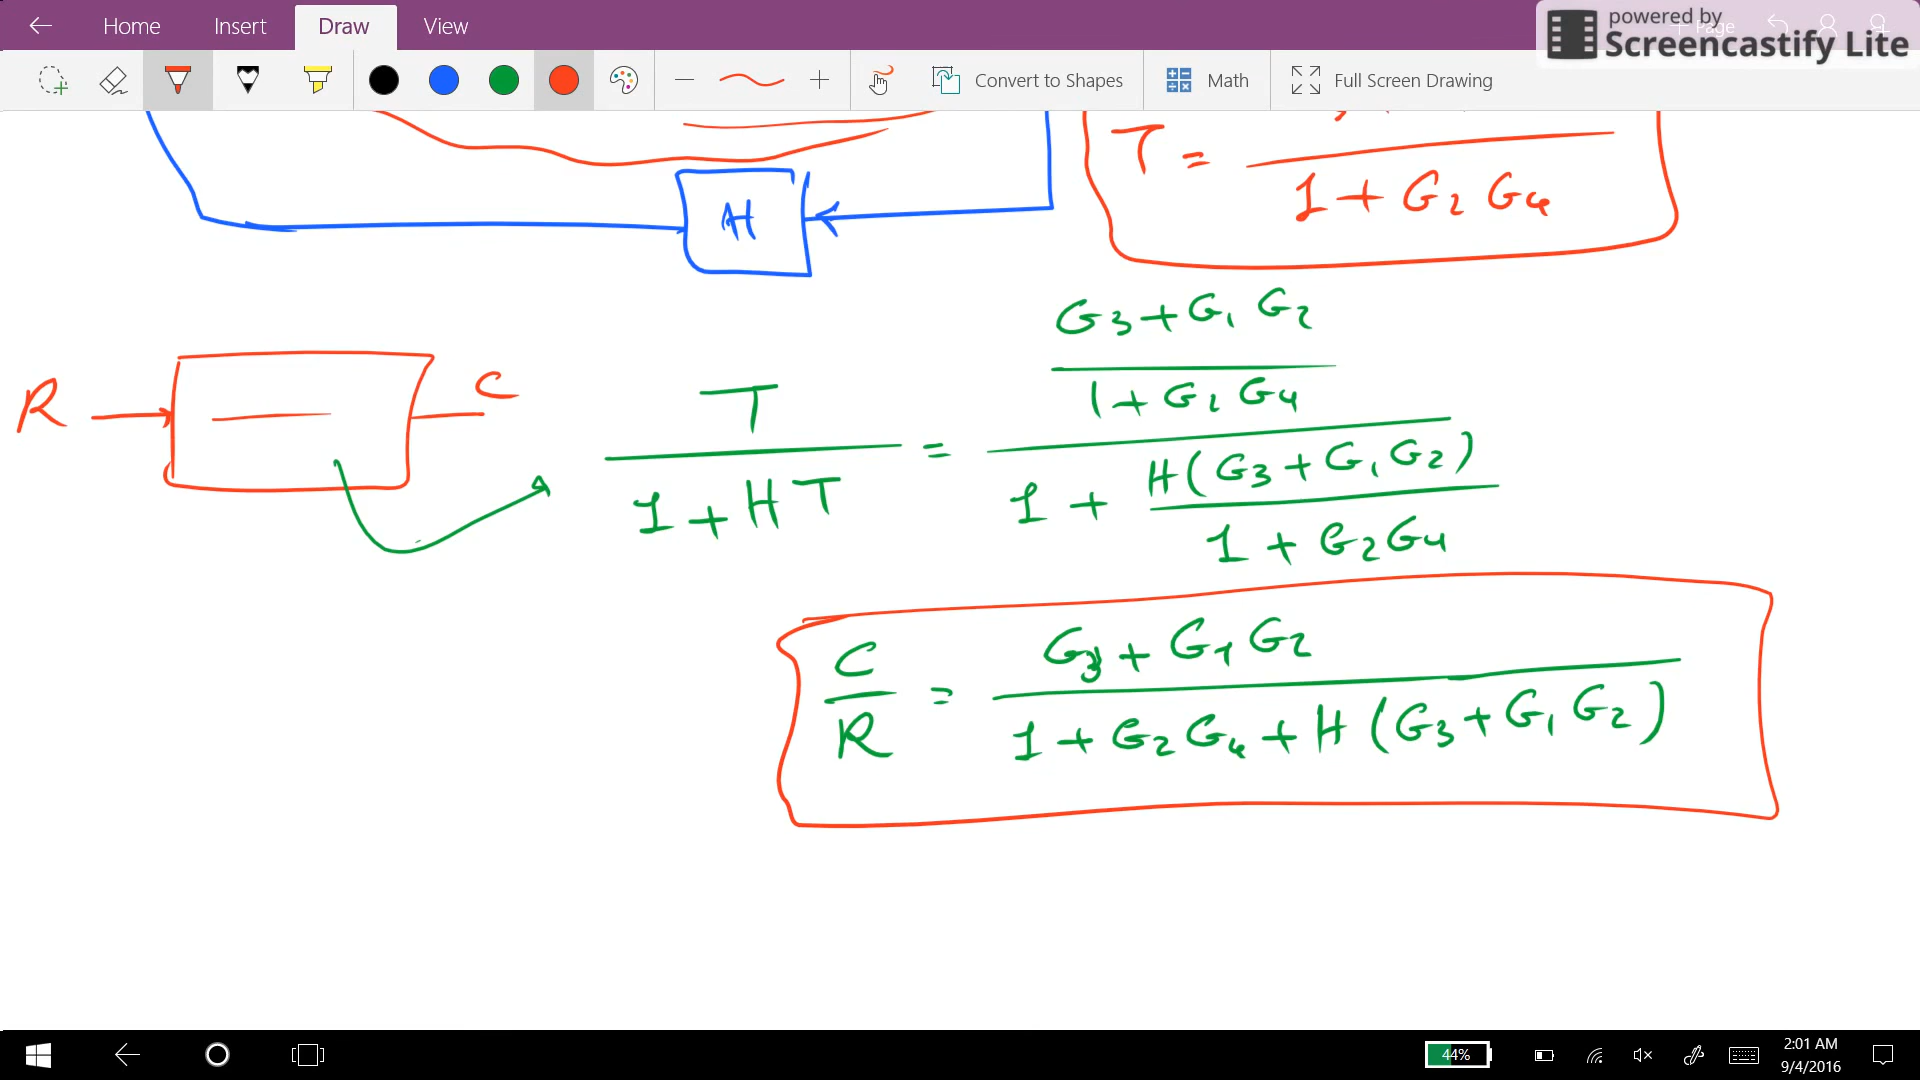 Home Insert Draw View
powered by
Screencastify Lite
Page
Convert to Shapes Math Full Screen Drawing
T =
1 + G2 G4
H
G3 + G1 G2
1 + G2 G4
R C
T
1 + H T
=
H ( G3 + G1 G2 )
1 +
1 + G2 G4
C
R
=
G3 + G1 G2
1 + G2 G4 + H ( G3 + G1 G2 )
44%
2:01 AM
9/4/2016